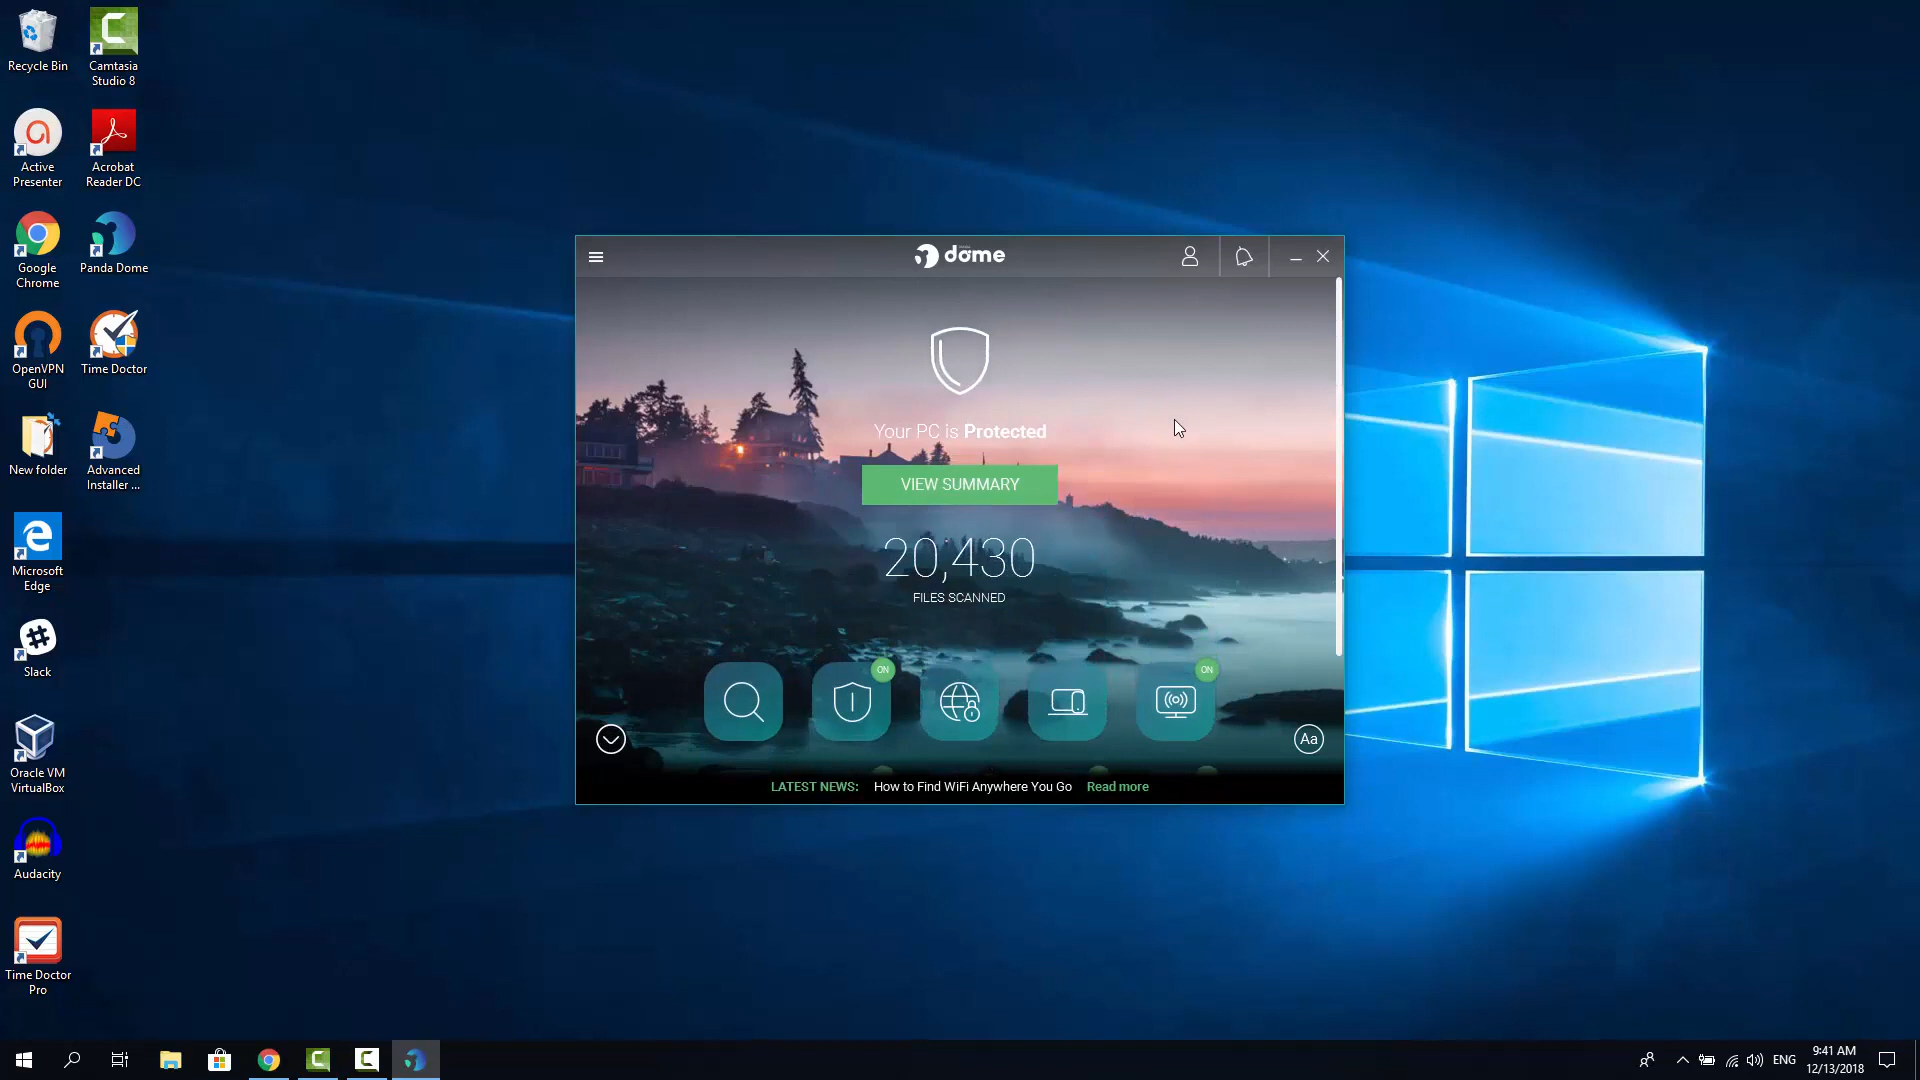 Recycle Bin
Camtasia
Studio 8
Active
Presenter
Acrobat
Reader DC
Google
Chrome
Panda Dome
OpenVPN
GUI
Time Doctor
New folder
Advanced
Installer ...
Microsoft
Edge
Slack
Oracle VM
VirtualBox
Audacity
Time Doctor
Pro
dome
Your PC is Protected
VIEW SUMMARY
20,430
FILES SCANNED
ON
ON
Aa
LATEST NEWS: How to Find WiFi Anywhere You Go Read more
ENG
9:41 AM
12/13/2018